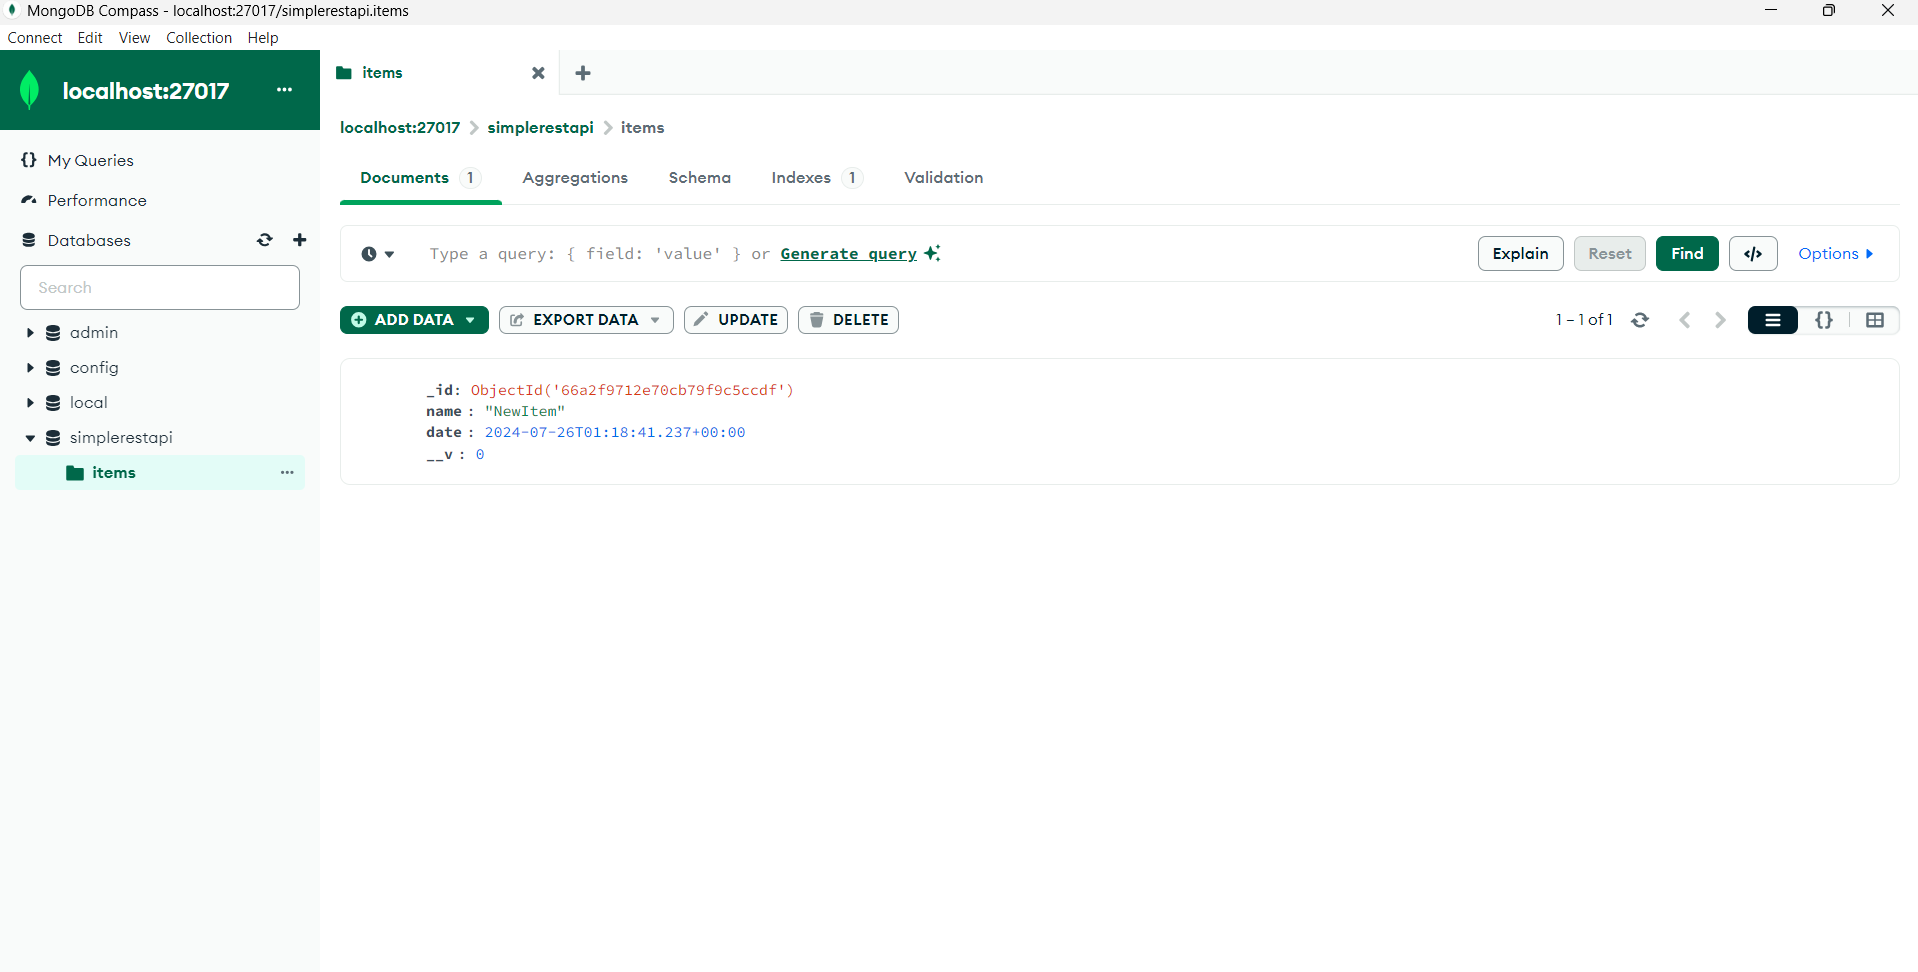 MongoDB Compass - localhost:27017/simplerestapi.items
Connect Edit View Collection Help
localhost:27017 ···
My Queries
Performance
Databases
Search
admin
config
local
simplerestapi
items ···
items
localhost:27017 > simplerestapi > items
Documents 1 Aggregations Schema Indexes 1 Validation
Type a query: { field: 'value' } or Generate query
Explain Reset Find </> Options
ADD DATA EXPORT DATA UPDATE DELETE
1 – 1 of 1 {}
_id: ObjectId('66a2f9712e70cb79f9c5ccdf')
name : "NewItem"
date : 2024-07-26T01:18:41.237+00:00
__v : 0